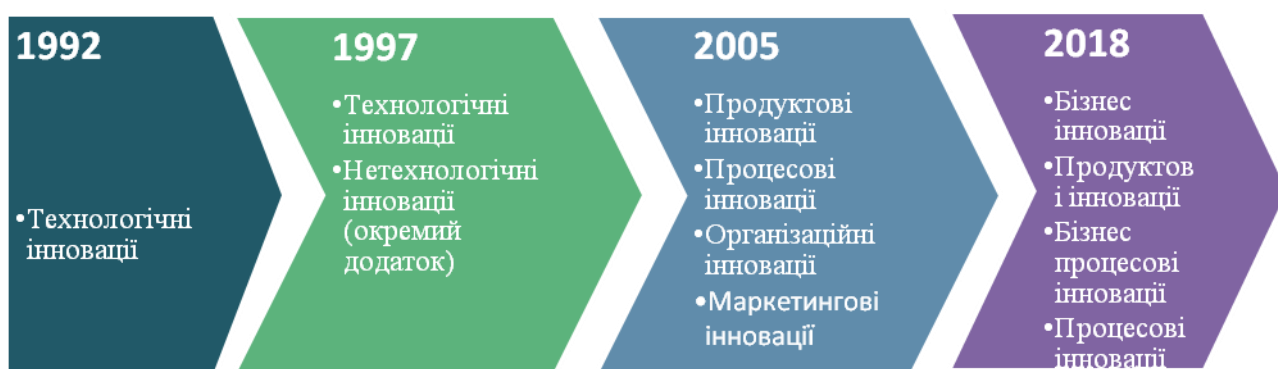 1992
•Технологічні
інновації
1997
•Технологічні
інновації
•Нетехнологічні
інновації
(окремий
додаток)
2005
•Продуктові
інновації
•Процесові
інновації
•Організаційні
інновації
•Маркетингові
інновації
2018
•Бізнес
інновації
•Продуктов
і інновації
•Бізнес
процесові
інновації
•Процесові
інновації